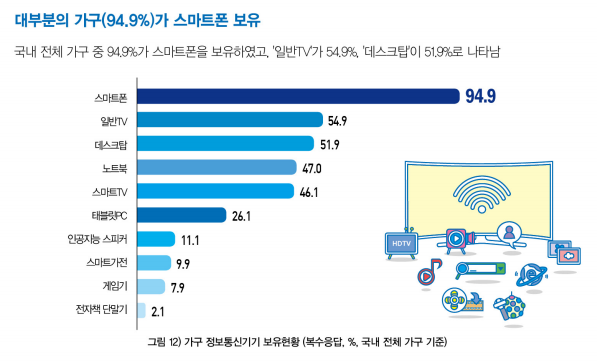 대부분의 가구(94.9%)가 스마트폰 보유
국내 전체 가구 중 94.9%가 스마트폰을 보유하였고, '일반TV'가 54.9%, '데스크탑'이 51.9%로 나타남
스마트폰 94.9
일반TV 54.9
데스크탑 51.9
노트북 47.0
스마트TV 46.1
태블릿PC 26.1
인공지능 스피커 11.1
스마트가전 9.9
게임기 7.9
전자책 단말기 2.1
HDTV
그림 12) 가구 정보통신기기 보유현황 (복수응답, %, 국내 전체 가구 기준)